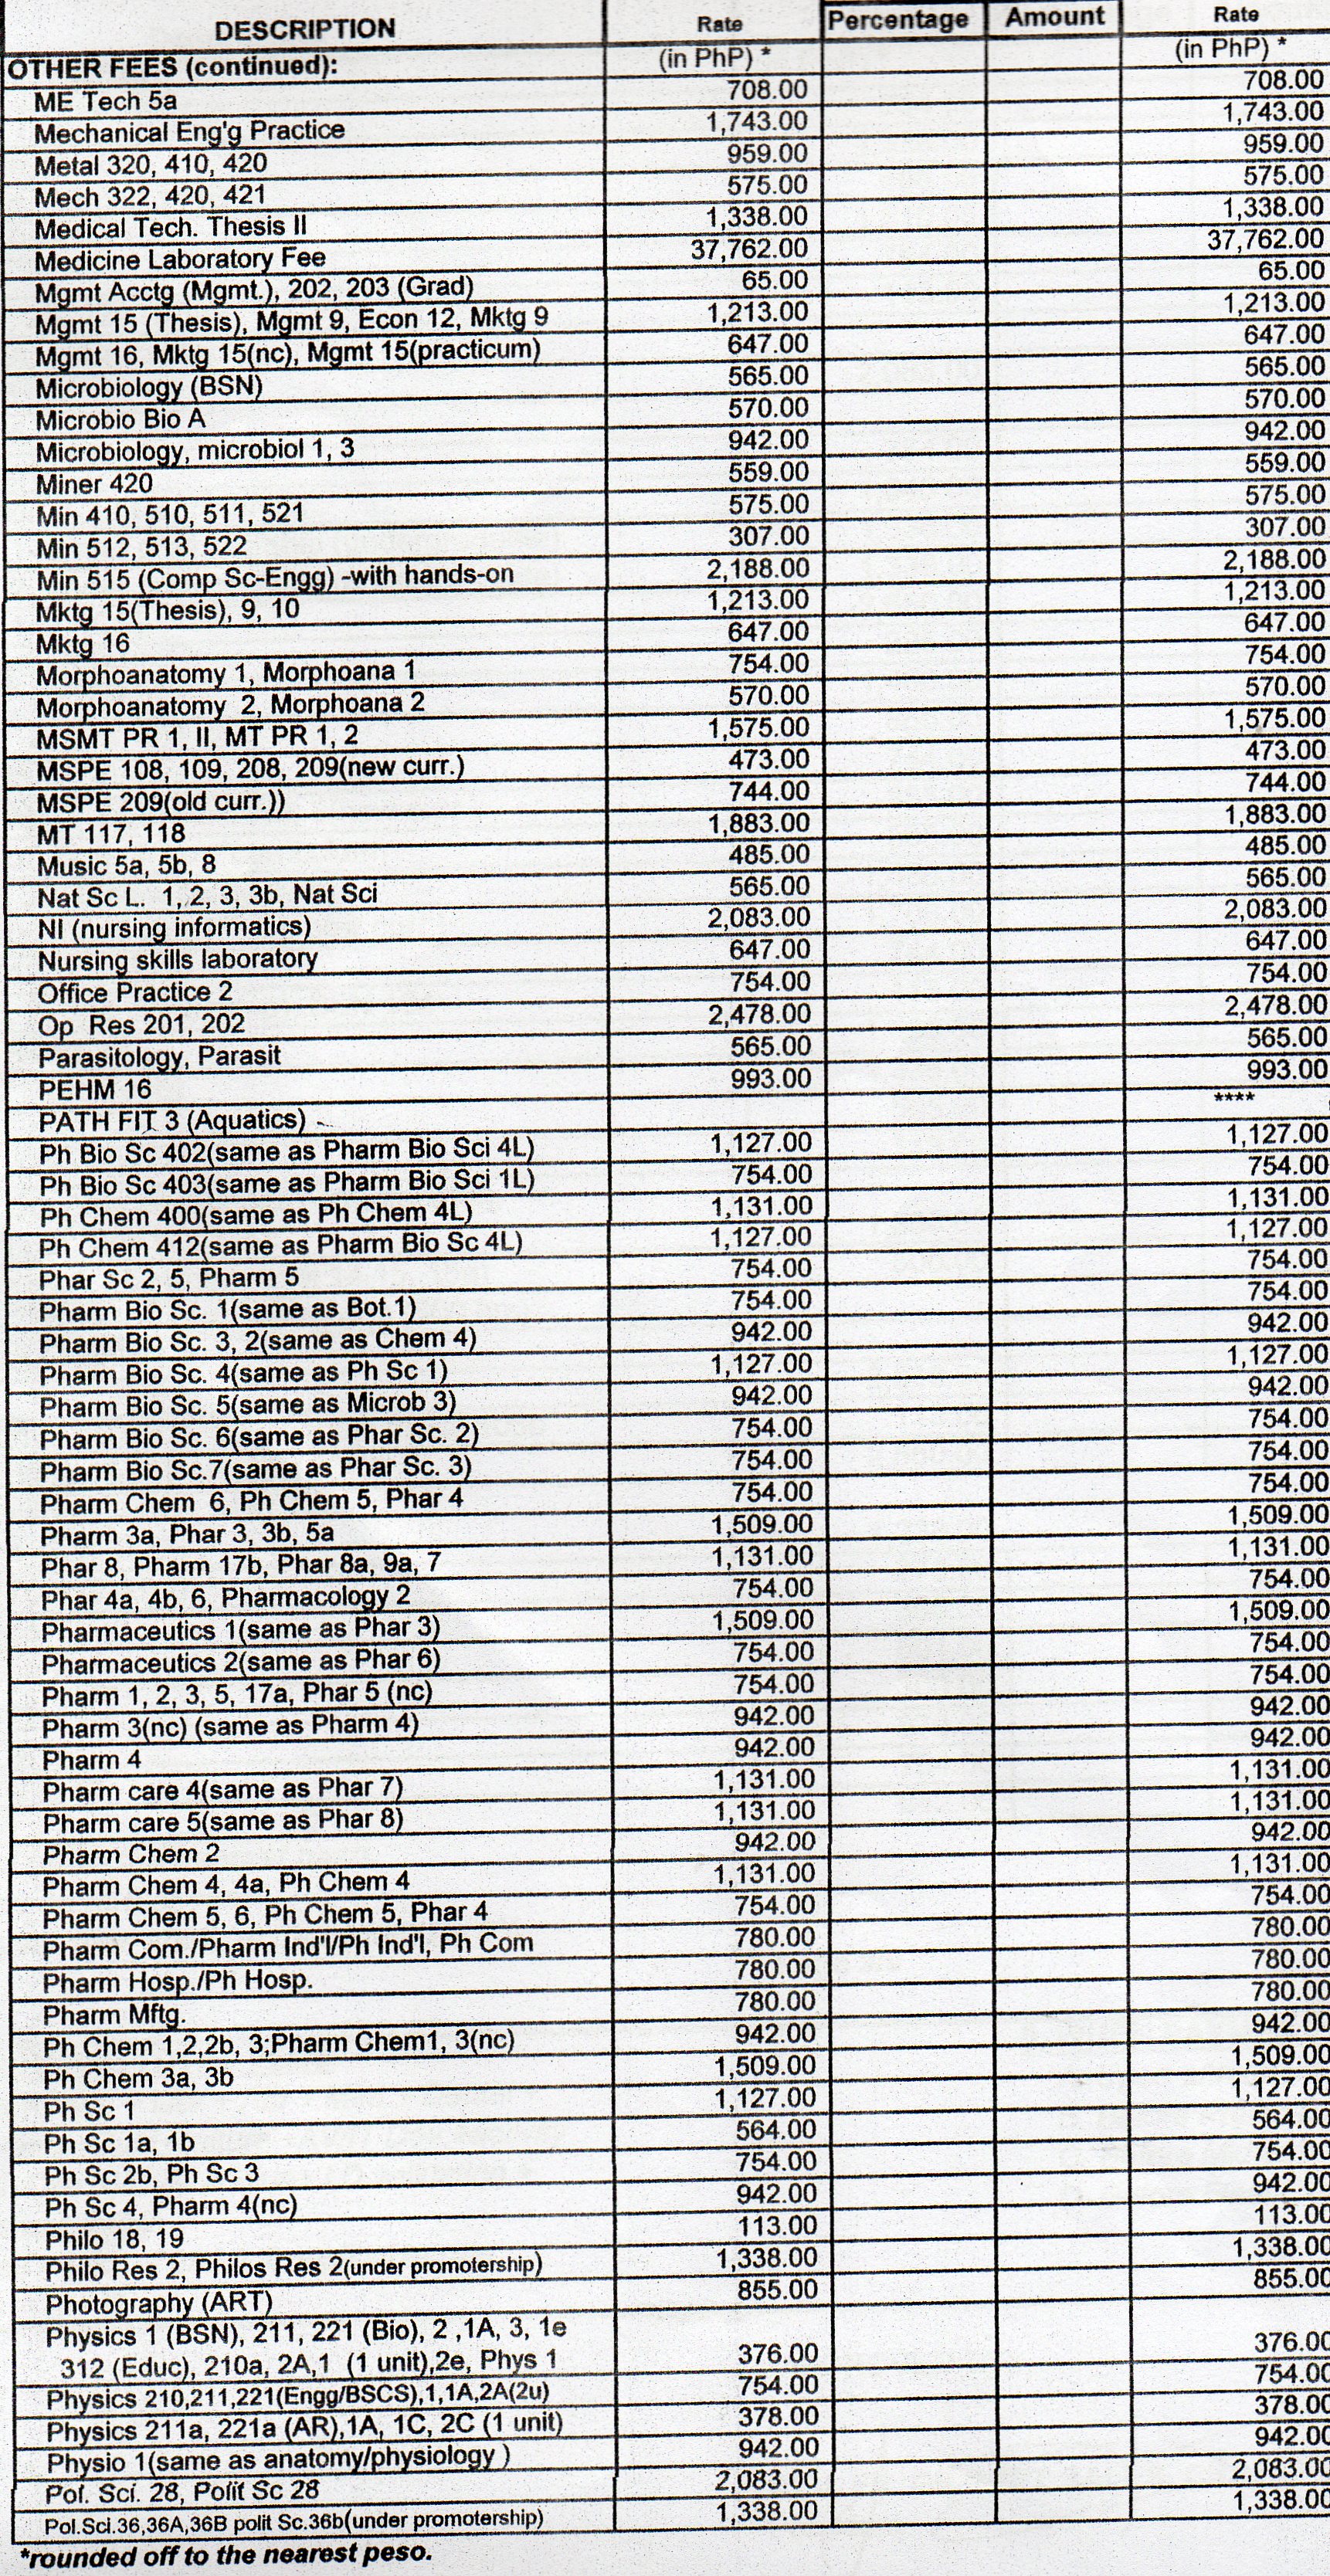 DESCRIPTION Rate Percentage Amount Rate
OTHER FEES (continued): (in PhP) * (in PhP) *
ME Tech 5a 708.00 708.00
Mechanical Eng'g Practice 1,743.00 1,743.00
Metal 320, 410, 420 959.00 959.00
Mech 322, 420, 421 575.00 575.00
Medical Tech. Thesis II 1,338.00 1,338.00
Medicine Laboratory Fee 37,762.00 37,762.00
Mgmt Acctg (Mgmt.), 202, 203 (Grad) 65.00 65.00
Mgmt 15 (Thesis), Mgmt 9, Econ 12, Mktg 9 1,213.00 1,213.00
Mgmt 16, Mktg 15(nc), Mgmt 15(practicum) 647.00 647.00
Microbiology (BSN) 565.00 565.00
Microbio Bio A 570.00 570.00
Microbiology, microbiol 1, 3 942.00 942.00
Miner 420 559.00 559.00
Min 410, 510, 511, 521 575.00 575.00
Min 512, 513, 522 307.00 307.00
Min 515 (Comp Sc-Engg) -with hands-on 2,188.00 2,188.00
Mktg 15(Thesis), 9, 10 1,213.00 1,213.00
Mktg 16 647.00 647.00
Morphoanatomy 1, Morphoana 1 754.00 754.00
Morphoanatomy 2, Morphoana 2 570.00 570.00
MSMT PR 1, II, MT PR 1, 2 1,575.00 1,575.00
MSPE 108, 109, 208, 209(new curr.) 473.00 473.00
MSPE 209(old curr.)) 744.00 744.00
MT 117, 118 1,883.00 1,883.00
Music 5a, 5b, 8 485.00 485.00
Nat Sc L. 1, 2, 3, 3b, Nat Sci 565.00 565.00
NI (nursing informatics) 2,083.00 2,083.00
Nursing skills laboratory 647.00 647.00
Office Practice 2 754.00 754.00
Op Res 201, 202 2,478.00 2,478.00
Parasitology, Parasit 565.00 565.00
PEHM 16 993.00 993.00
PATH FIT 3 (Aquatics) ****
Ph Bio Sc 402(same as Pharm Bio Sci 4L) 1,127.00 1,127.00
Ph Bio Sc 403(same as Pharm Bio Sci 1L) 754.00 754.00
Ph Chem 400(same as Ph Chem 4L) 1,131.00 1,131.00
Ph Chem 412(same as Pharm Bio Sc 4L) 1,127.00 1,127.00
Phar Sc 2, 5, Pharm 5 754.00 754.00
Pharm Bio Sc. 1(same as Bot.1) 754.00 754.00
Pharm Bio Sc. 3, 2(same as Chem 4) 942.00 942.00
Pharm Bio Sc. 4(same as Ph Sc 1) 1,127.00 1,127.00
Pharm Bio Sc. 5(same as Microb 3) 942.00 942.00
Pharm Bio Sc. 6(same as Phar Sc. 2) 754.00 754.00
Pharm Bio Sc.7(same as Phar Sc. 3) 754.00 754.00
Pharm Chem 6, Ph Chem 5, Phar 4 754.00 754.00
Pharm 3a, Phar 3, 3b, 5a 1,509.00 1,509.00
Phar 8, Pharm 17b, Phar 8a, 9a, 7 1,131.00 1,131.00
Phar 4a, 4b, 6, Pharmacology 2 754.00 754.00
Pharmaceutics 1(same as Phar 3) 1,509.00 1,509.00
Pharmaceutics 2(same as Phar 6) 754.00 754.00
Pharm 1, 2, 3, 5, 17a, Phar 5 (nc) 754.00 754.00
Pharm 3(nc) (same as Pharm 4) 942.00 942.00
Pharm 4 942.00 942.00
Pharm care 4(same as Phar 7) 1,131.00 1,131.00
Pharm care 5(same as Phar 8) 1,131.00 1,131.00
Pharm Chem 2 942.00 942.00
Pharm Chem 4, 4a, Ph Chem 4 1,131.00 1,131.00
Pharm Chem 5, 6, Ph Chem 5, Phar 4 754.00 754.00
Pharm Com./Pharm Ind'l/Ph Ind'l, Ph Com 780.00 780.00
Pharm Hosp./Ph Hosp. 780.00 780.00
Pharm Mftg. 780.00 780.00
Ph Chem 1,2,2b, 3;Pharm Chem1, 3(nc) 942.00 942.00
Ph Chem 3a, 3b 1,509.00 1,509.00
Ph Sc 1 1,127.00 1,127.00
Ph Sc 1a, 1b 564.00 564.00
Ph Sc 2b, Ph Sc 3 754.00 754.00
Ph Sc 4, Pharm 4(nc) 942.00 942.00
Philo 18, 19 113.00 113.00
Philo Res 2, Philos Res 2(under promotership) 1,338.00 1,338.00
Photography (ART) 855.00 855.00
Physics 1 (BSN), 211, 221 (Bio), 2 ,1A, 3, 1e
312 (Educ), 210a, 2A,1 (1 unit),2e, Phys 1 376.00 376.00
Physics 210,211,221(Engg/BSCS),1,1A,2A(2u) 754.00 754.00
Physics 211a, 221a (AR),1A, 1C, 2C (1 unit) 378.00 378.00
Physio 1(same as anatomy/physiology ) 942.00 942.00
Pol. Sci. 28, Polit Sc 28 2,083.00 2,083.00
Pol.Sci.36,36A,36B polit Sc.36b(under promotership) 1,338.00 1,338.00
*rounded off to the nearest peso.